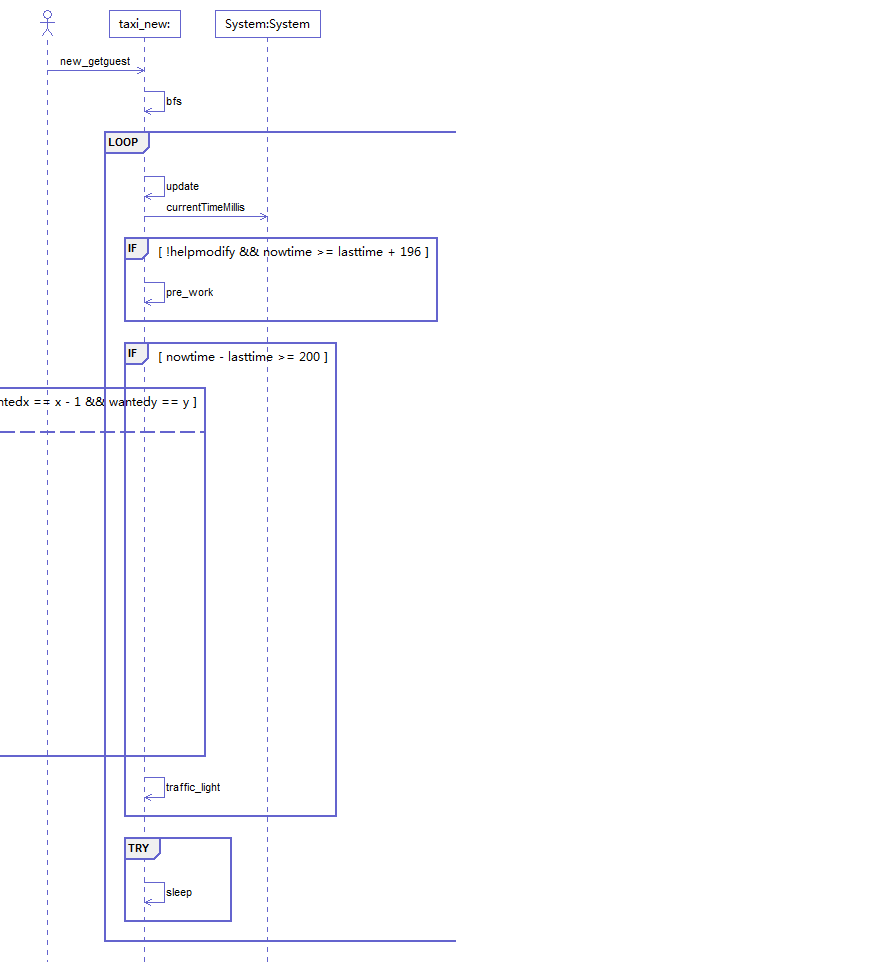 taxi_new:
System:System
new_getguest
bfs
LOOP
update
currentTimeMillis
IF
[ !helpmodify && nowtime >= lasttime + 196 ]
pre_work
IF
[ nowtime - lasttime >= 200 ]
ntedx == x - 1 && wantedy == y ]
traffic_light
TRY
sleep